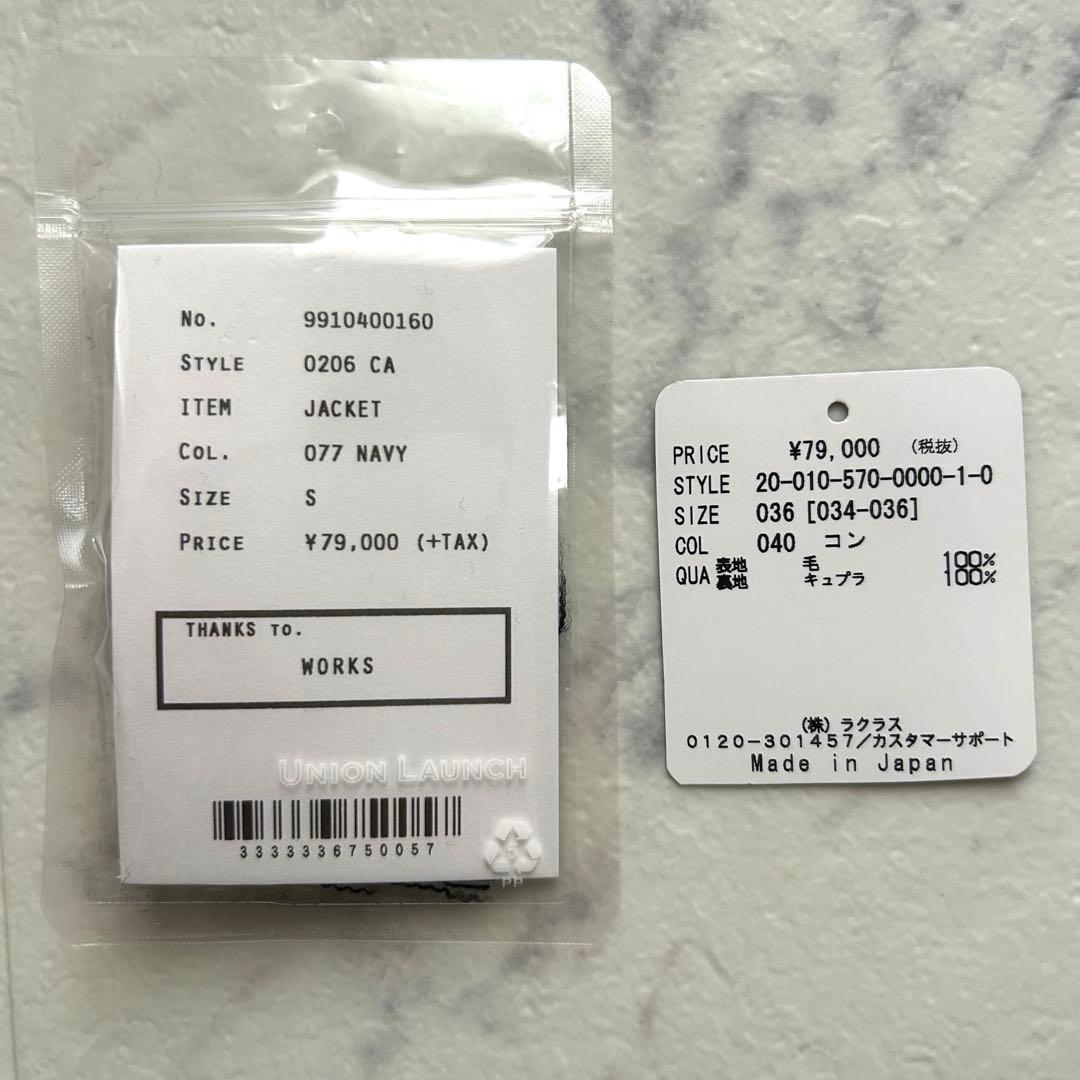 No. 9910400160
STYLE 0206 CA
ITEM JACKET
COL. 077 NAVY
SIZE S
PRICE ¥79,000 (+TAX)
THANKS TO.
WORKS
UNION LAUNCH
3333336750057
5
PP
PRICE ¥79,000 (税抜)
STYLE 20-010-570-0000-1-0
SIZE 036 [034-036]
COL 040 コン
QUA 表地 毛 100%
裏地 キュプラ 100%
(株) ラクラス
0120-301457/カスタマーサポート
Made in Japan